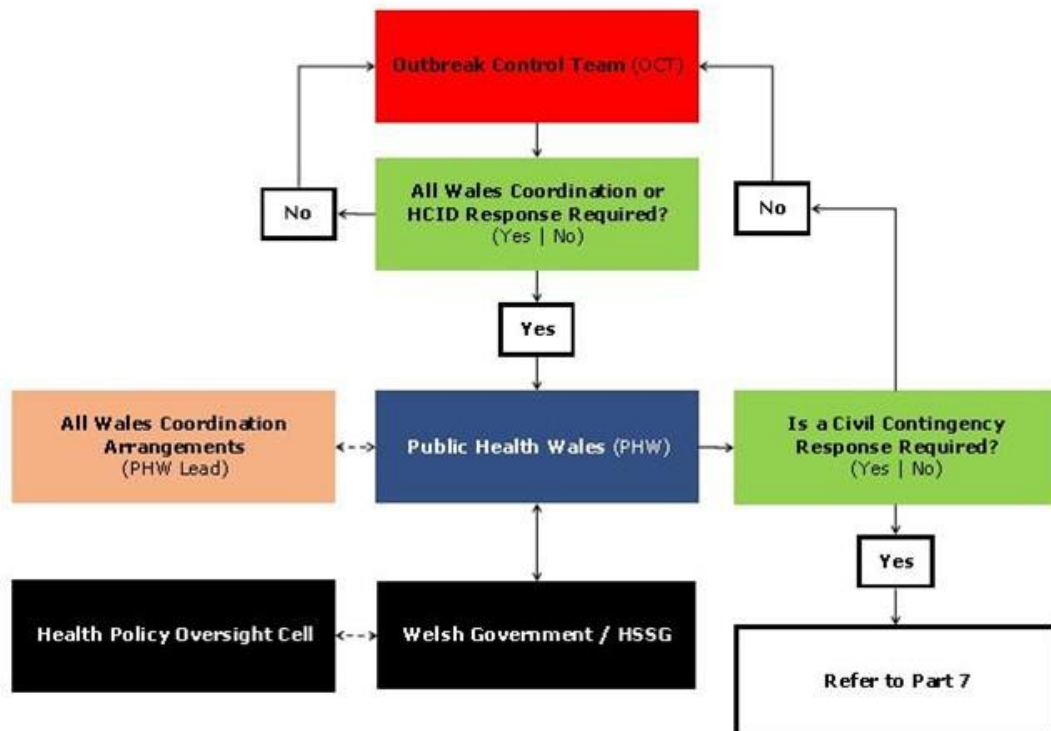 Outbreak Control Team (OCT)
All Wales Coordination or
HCID Response Required?
(Yes | No)
No
No
Yes
All Wales Coordination
Arrangements
(PHW Lead)
Public Health Wales (PHW)
Is a Civil Contingency
Response Required?
(Yes | No)
Yes
Health Policy Oversight Cell
Welsh Government / HSSG
Refer to Part 7